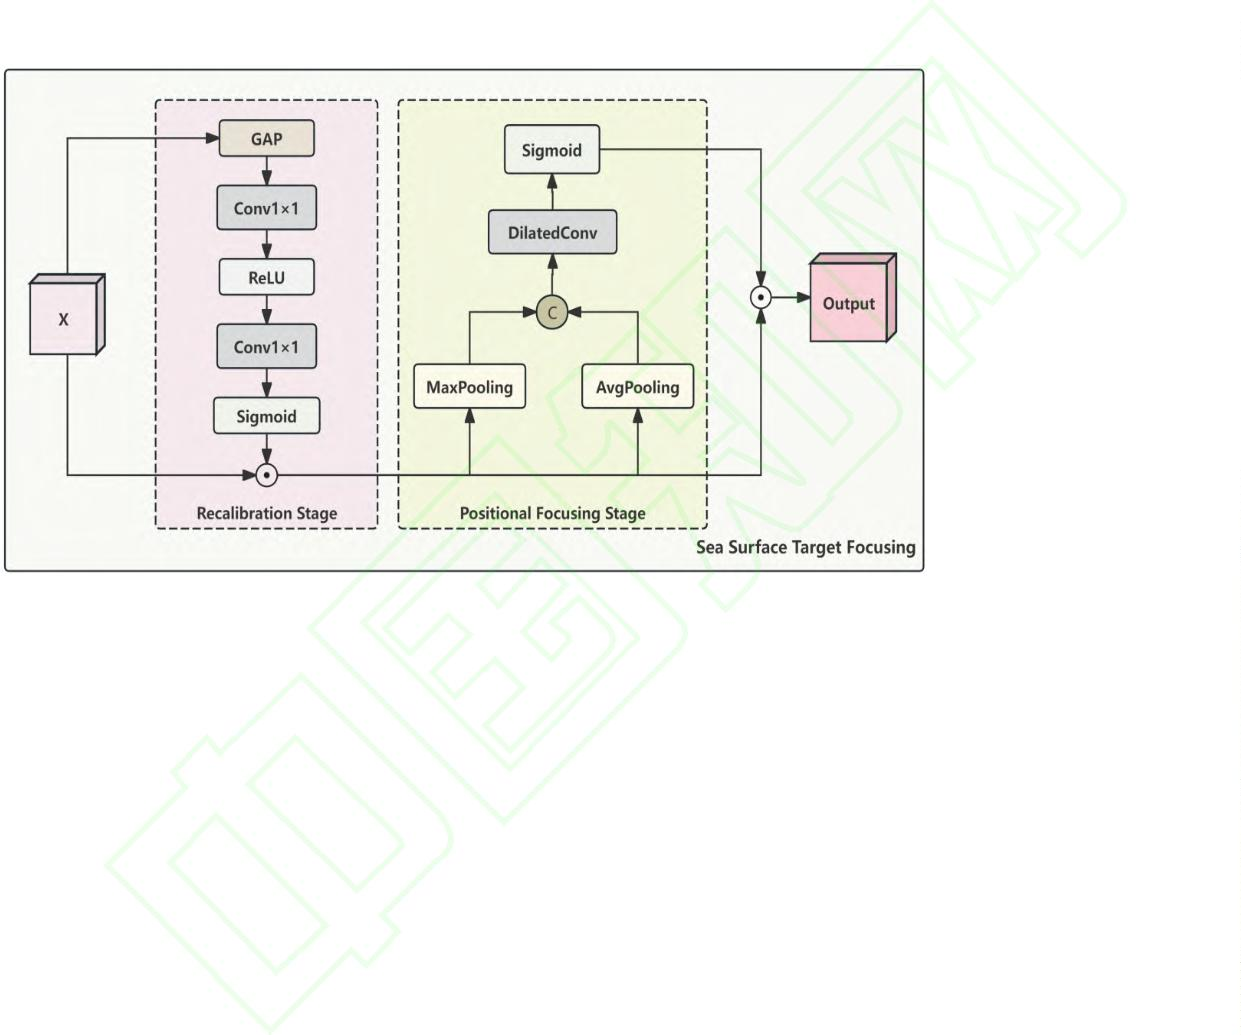 X
GAP
Conv1×1
ReLU
Conv1×1
Sigmoid
Recalibration Stage
Sigmoid
DilatedConv
C
MaxPooling
AvgPooling
Positional Focusing Stage
Output
Sea Surface Target Focusing